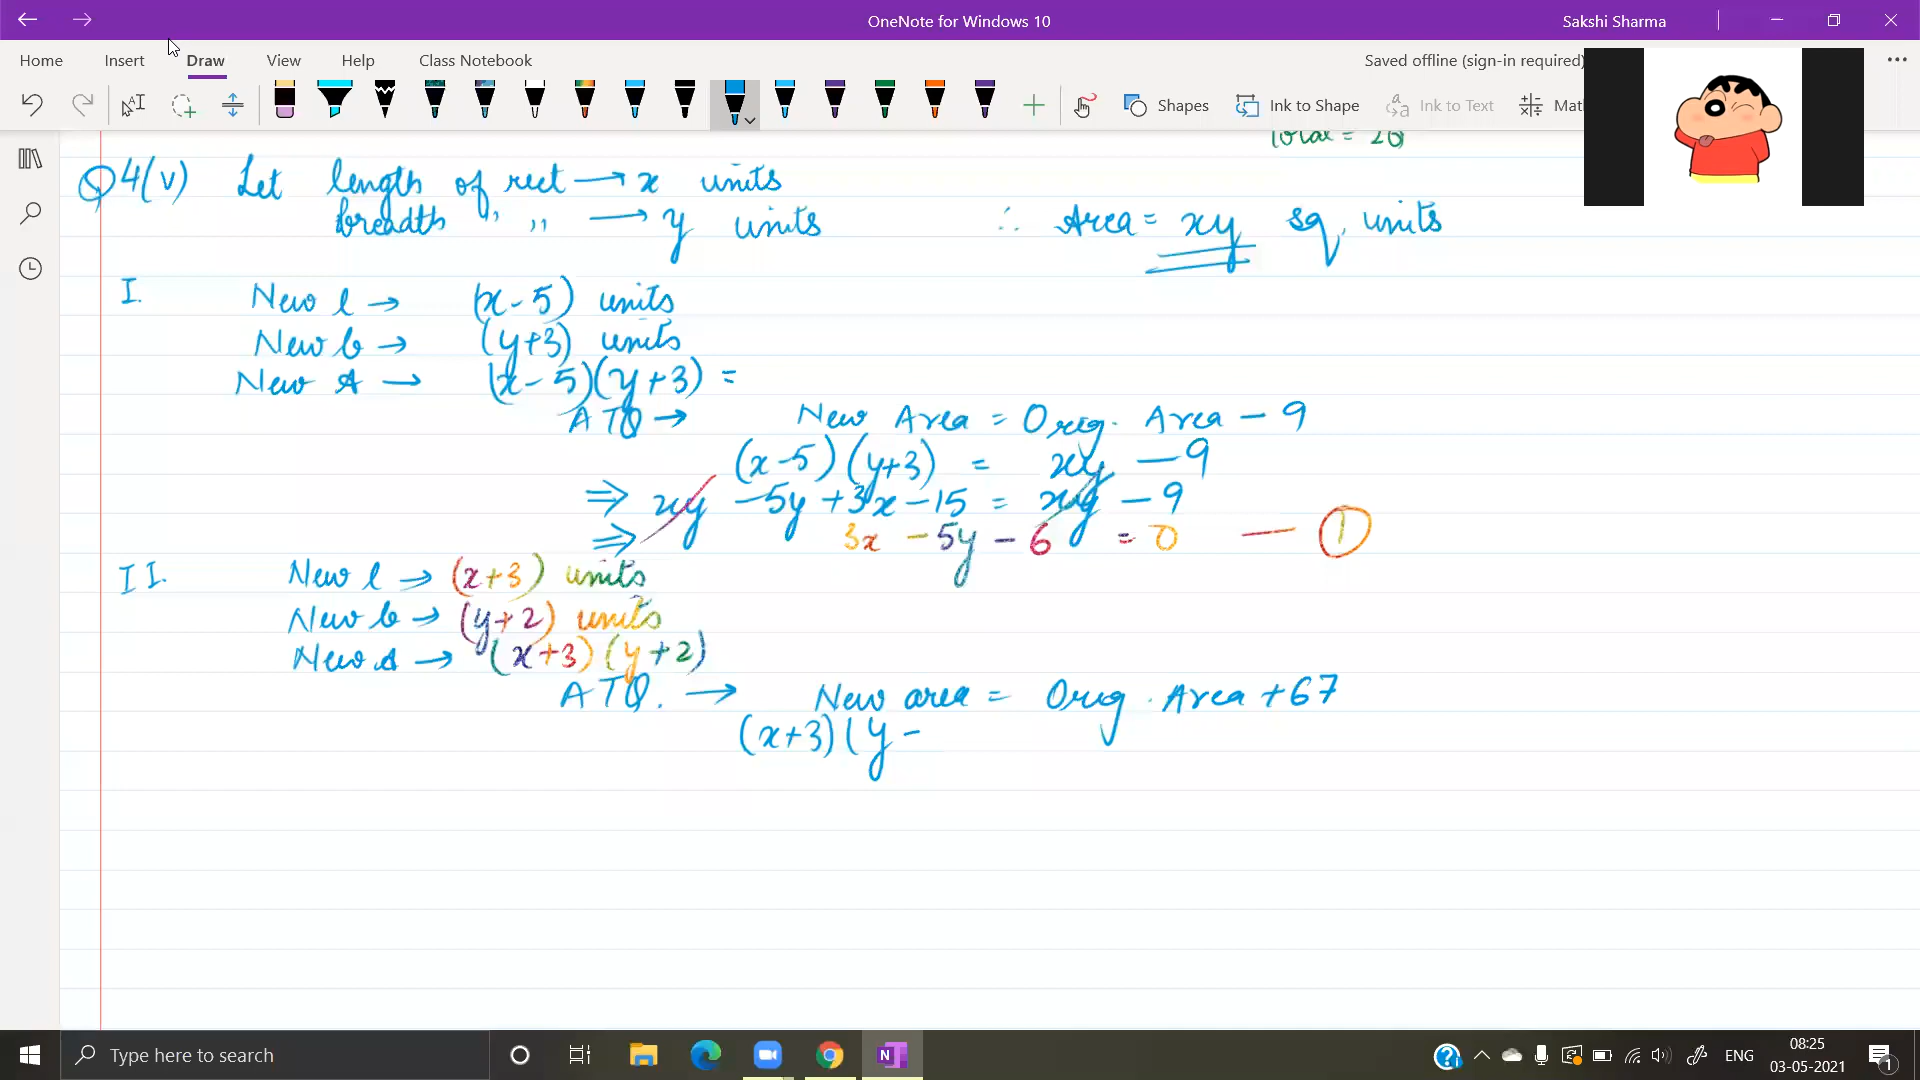 OneNote for Windows 10
Sakshi Sharma
Home Insert Draw View Help Class Notebook
Saved offline (sign-in required)
Shapes Ink to Shape Ink to Text Math
Total = 26
Q4(v) Let length of rect → x units
breadth " " → y units ∴ Area = xy sq. units
I. New l → (x-5) units
New b → (y+3) units
New A → (x-5)(y+3) =
ATQ → New Area = Orig. Area - 9
(x-5)(y+3) = xy - 9
⇒ xy - 5y + 3x - 15 = xy - 9
⇒ 3x - 5y - 6 = 0 — 1
II. New l → (x+3) units
New b → (y+2) units
New A → (x+3)(y+2)
ATQ. → New area = Orig. Area + 67
(x+3)(y -
Type here to search
ENG
08:25
03-05-2021
1